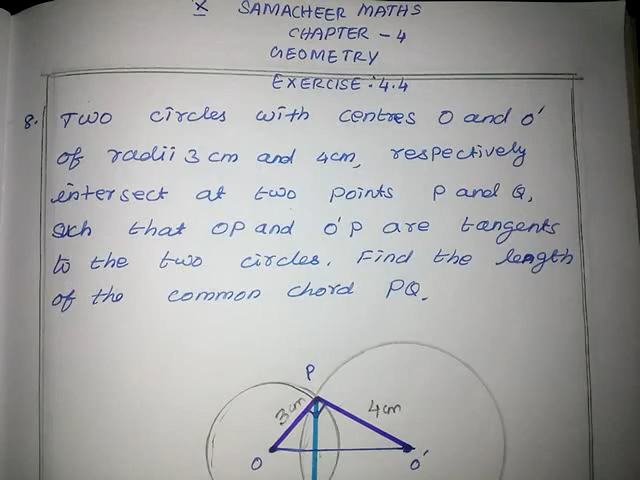 X SAMACHEER MATHS
CHAPTER - 4
GEOMETRY
EXERCISE : 4.4
8. Two circles with centres O and O'
of radii 3 cm and 4cm, respectively
intersect at two points P and Q,
such that OP and O'P are tangents
to the two circles. Find the length
of the common chord PQ.
P
3 cm
4cm
O
O'